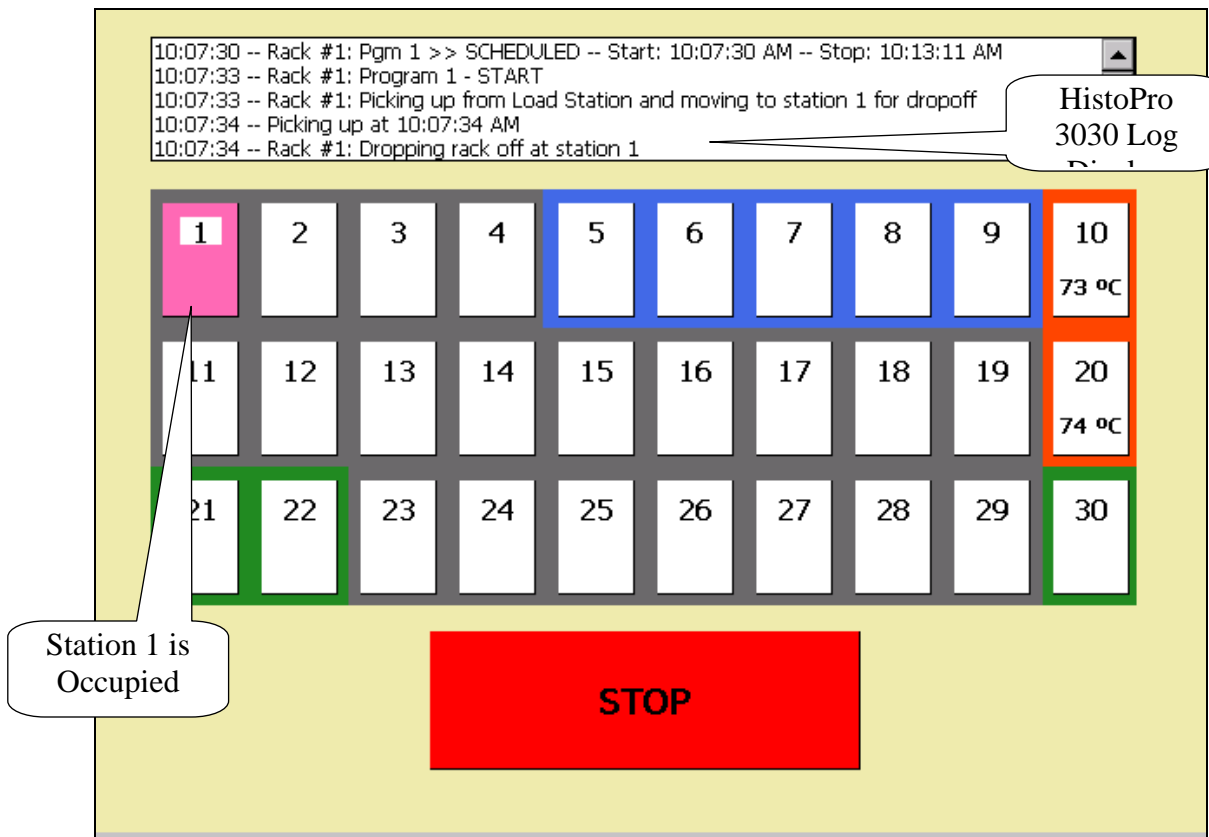 10:07:30 -- Rack #1: Pgm 1 >> SCHEDULED -- Start: 10:07:30 AM -- Stop: 10:13:11 AM
10:07:33 -- Rack #1: Program 1 - START
10:07:33 -- Rack #1: Picking up from Load Station and moving to station 1 for dropoff
10:07:34 -- Picking up at 10:07:34 AM
10:07:34 -- Rack #1: Dropping rack off at station 1
HistoPro
3030 Log
1 2 3 4 5 6 7 8 9 10
73 ºC
11 12 13 14 15 16 17 18 19 20
74 ºC
21 22 23 24 25 26 27 28 29 30
Station 1 is
Occupied
STOP